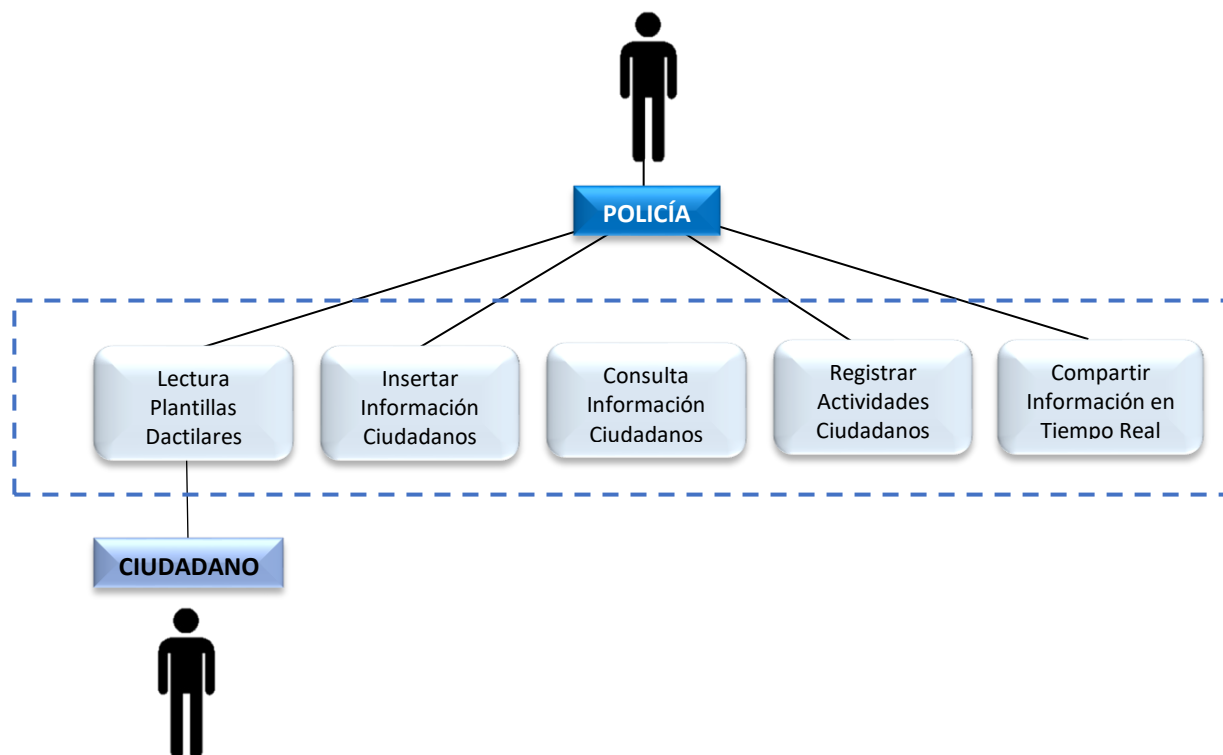 POLICÍA
Lectura
Plantillas
Dactilares
Insertar
Información
Ciudadanos
Consulta
Información
Ciudadanos
Registrar
Actividades
Ciudadanos
Compartir
Información en
Tiempo Real
CIUDADANO